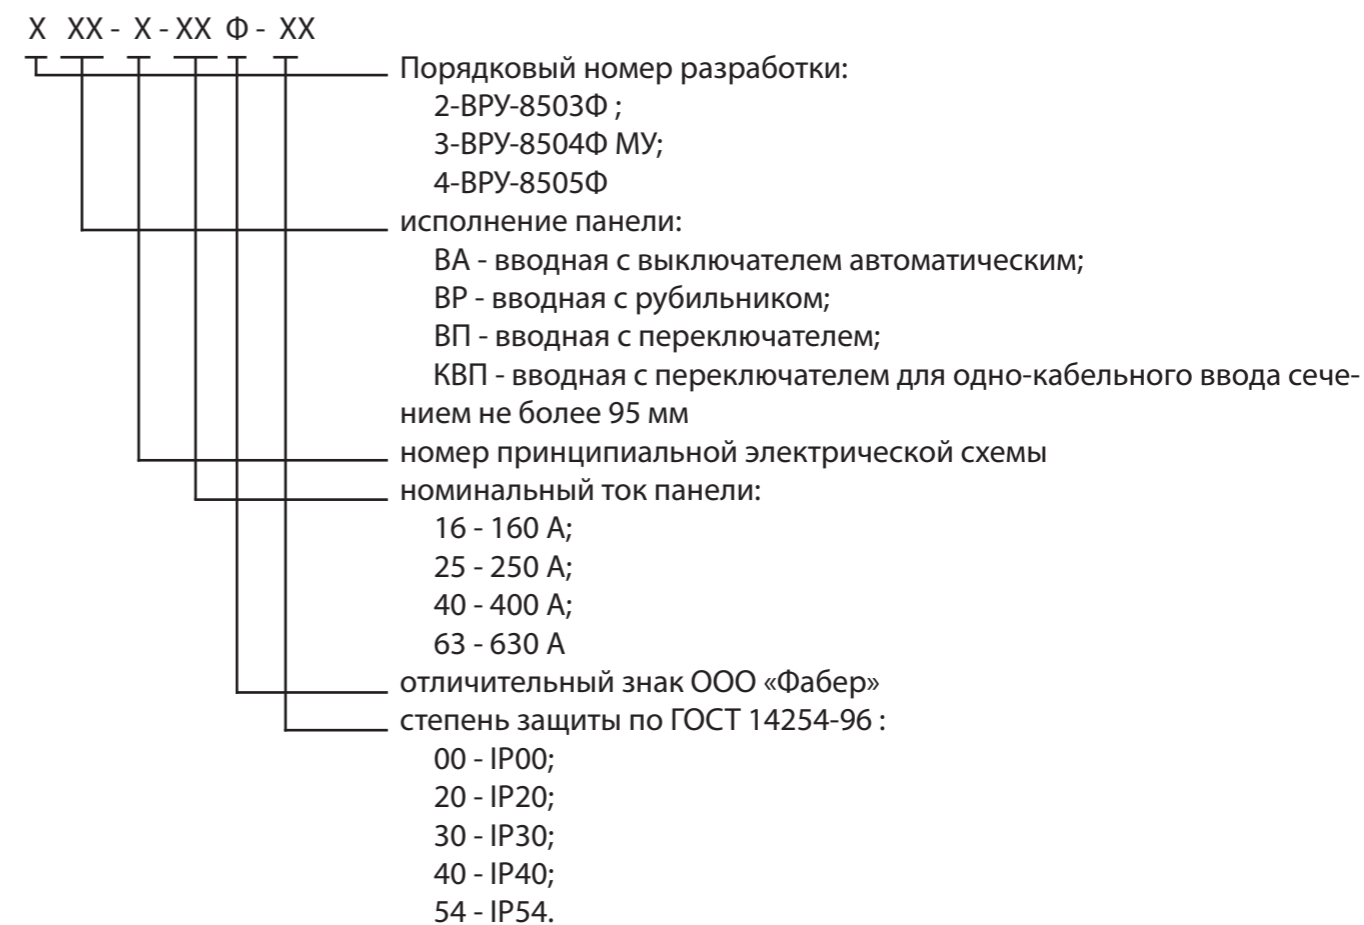 Х ХХ - Х - ХХ Ф - ХХ
Порядковый номер разработки:
2-ВРУ-8503Ф ;
3-ВРУ-8504Ф МУ;
4-ВРУ-8505Ф
исполнение панели:
ВА - вводная с выключателем автоматическим;
ВР - вводная с рубильником;
ВП - вводная с переключателем;
КВП - вводная с переключателем для одно-кабельного ввода сече-
нием не более 95 мм
номер принципиальной электрической схемы
номинальный ток панели:
16 - 160 А;
25 - 250 А;
40 - 400 А;
63 - 630 А
отличительный знак ООО «Фабер»
степень защиты по ГОСТ 14254-96 :
00 - IP00;
20 - IP20;
30 - IP30;
40 - IP40;
54 - IP54.